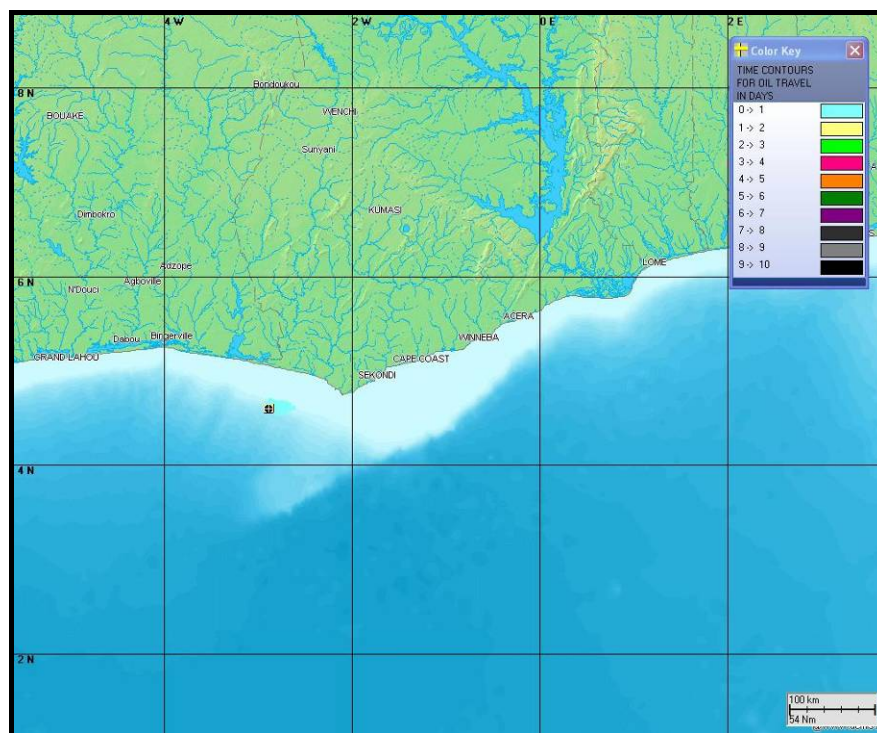 4 W
2 W
0 E
2 E
Color Key
TIME CONTOURS
FOR OIL TRAVEL
IN DAYS
0 -> 1
1 -> 2
2 -> 3
3 -> 4
4 -> 5
5 -> 6
6 -> 7
7 -> 8
8 -> 9
9 -> 10
8 N
Bondoukou
BOUAKE
WENCHI
Sunyani
Dimbokro
KUMASI
Adzope
LOME
6 N
Agboville
N'Douci
ACERA
Dabou
Bingerville
WINNEBA
GRAND LAHOU
CAPE COAST
SEKONDI
4 N
2 N
100 km
54 Nm